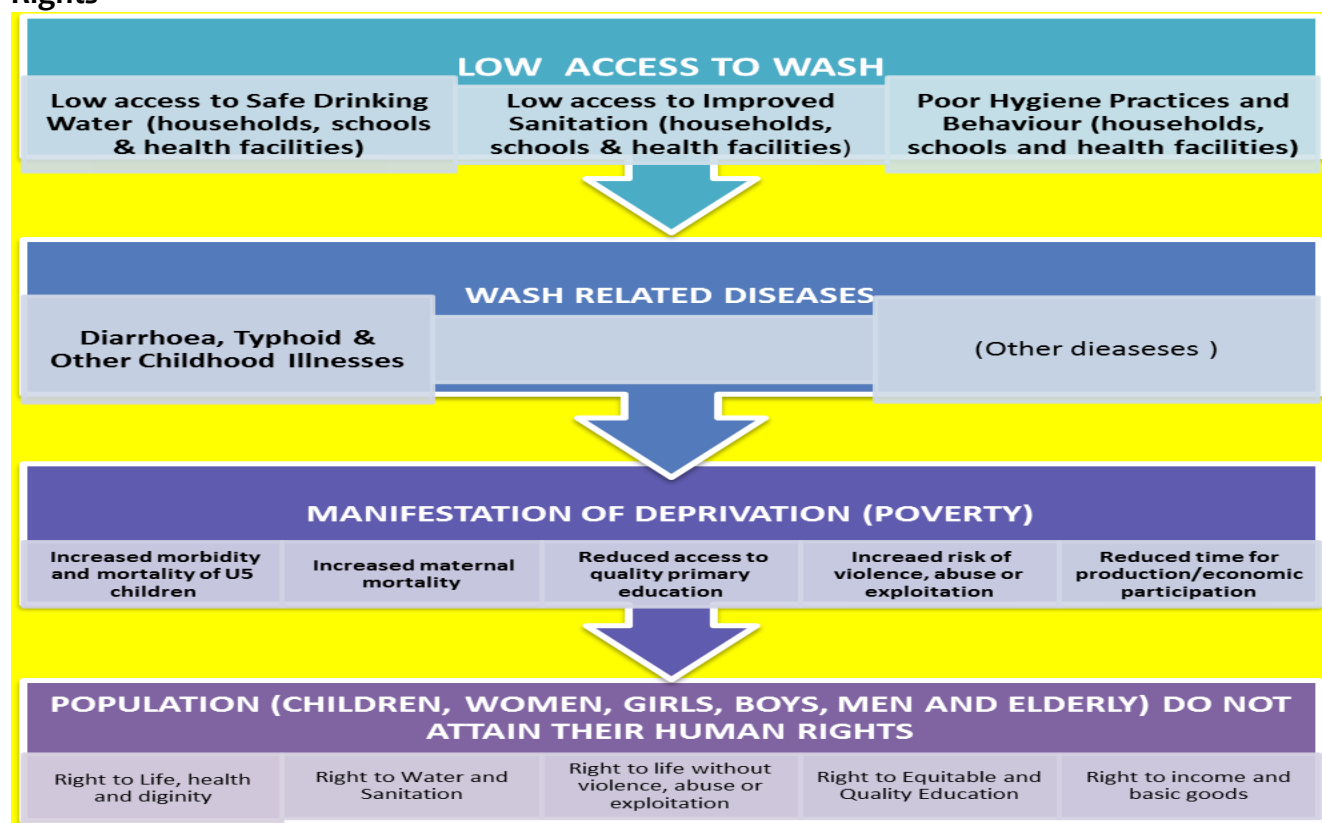 Rights
LOW ACCESS TO WASH
Low access to Safe Drinking
Water (households, schools
& health facilities)
Low access to Improved
Sanitation (households,
schools & health facilities)
Poor Hygiene Practices and
Behaviour (households,
schools and health facilities)
WASH RELATED DISEASES
Diarrhoea, Typhoid &
Other Childhood Illnesses
(Other dieaseses )
MANIFESTATION OF DEPRIVATION (POVERTY)
Increased morbidity
and mortality of U5
children
Increased maternal
mortality
Reduced access to
quality primary
education
Increaed risk of
violence, abuse or
exploitation
Reduced time for
production/economic
participation
POPULATION (CHILDREN, WOMEN, GIRLS, BOYS, MEN AND ELDERLY) DO NOT
ATTAIN THEIR HUMAN RIGHTS
Right to Life, health
and diginity
Right to Water and
Sanitation
Right to life without
violence, abuse or
exploitation
Right to Equitable and
Quality Education
Right to income and
basic goods